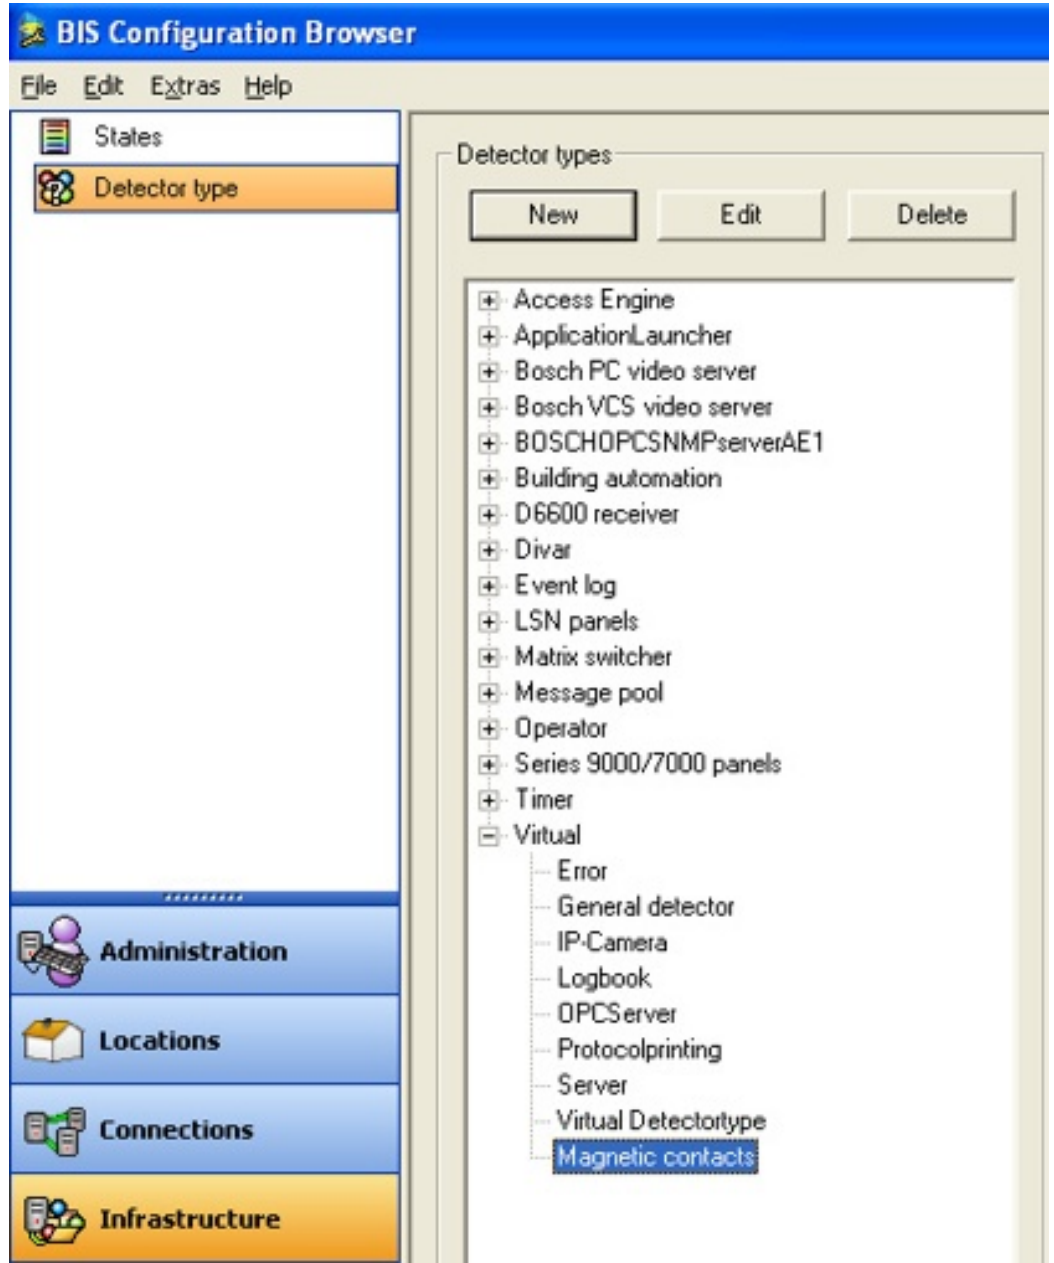 BIS Configuration Browser
File Edit Extras Help
States
Detector type
Detector types
New Edit Delete
Access Engine
ApplicationLauncher
Bosch PC video server
Bosch VCS video server
BOSCHOPCSNMPserverAE1
Building automation
D6600 receiver
Divar
Event log
LSN panels
Matrix switcher
Message pool
Operator
Series 9000/7000 panels
Timer
Virtual
Error
General detector
IP-Camera
Logbook
OPCServer
Protocolprinting
Server
Virtual Detectortype
Magnetic contacts
Administration
Locations
Connections
Infrastructure